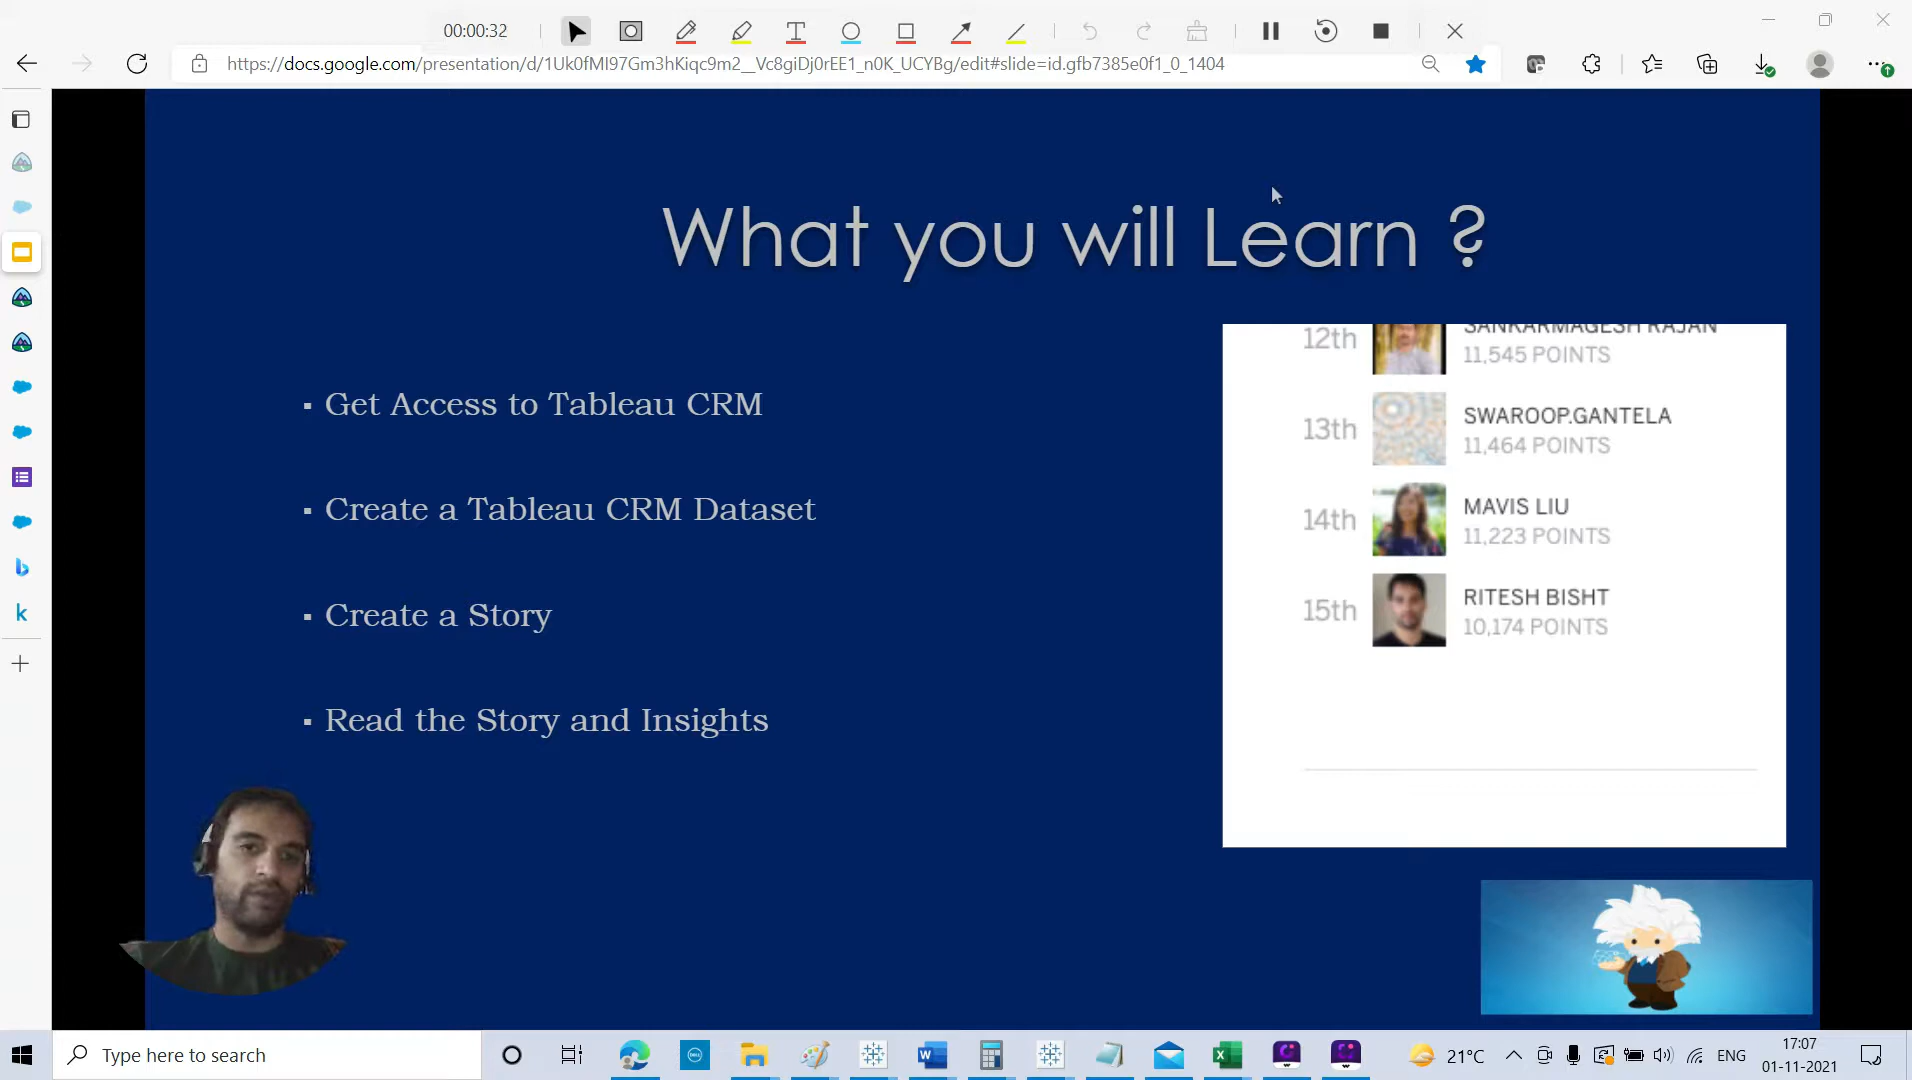 00:00:32
https://docs.google.com/presentation/d/1Uk0fMI97Gm3hKiqc9m2__Vc8giDj0rEE1_n0K_UCYBg/edit#slide=id.gfb7385e0f1_0_1404
What you will Learn ?
▪ Get Access to Tableau CRM
▪ Create a Tableau CRM Dataset
▪ Create a Story
▪ Read the Story and Insights
12th SANKARMAGESH RAJAN
11,545 POINTS
13th SWAROOP.GANTELA
11,464 POINTS
14th MAVIS LIU
11,223 POINTS
15th RITESH BISHT
10,174 POINTS
Type here to search
21°C
ENG
17:07
01-11-2021